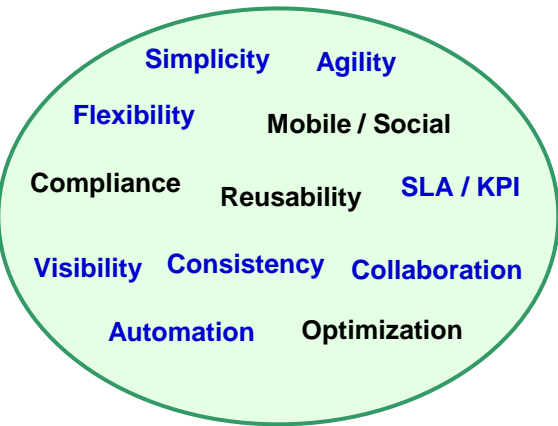 Simplicity
Agility
Flexibility
Mobile / Social
Compliance
Reusability
SLA / KPI
Visibility
Consistency
Collaboration
Automation
Optimization